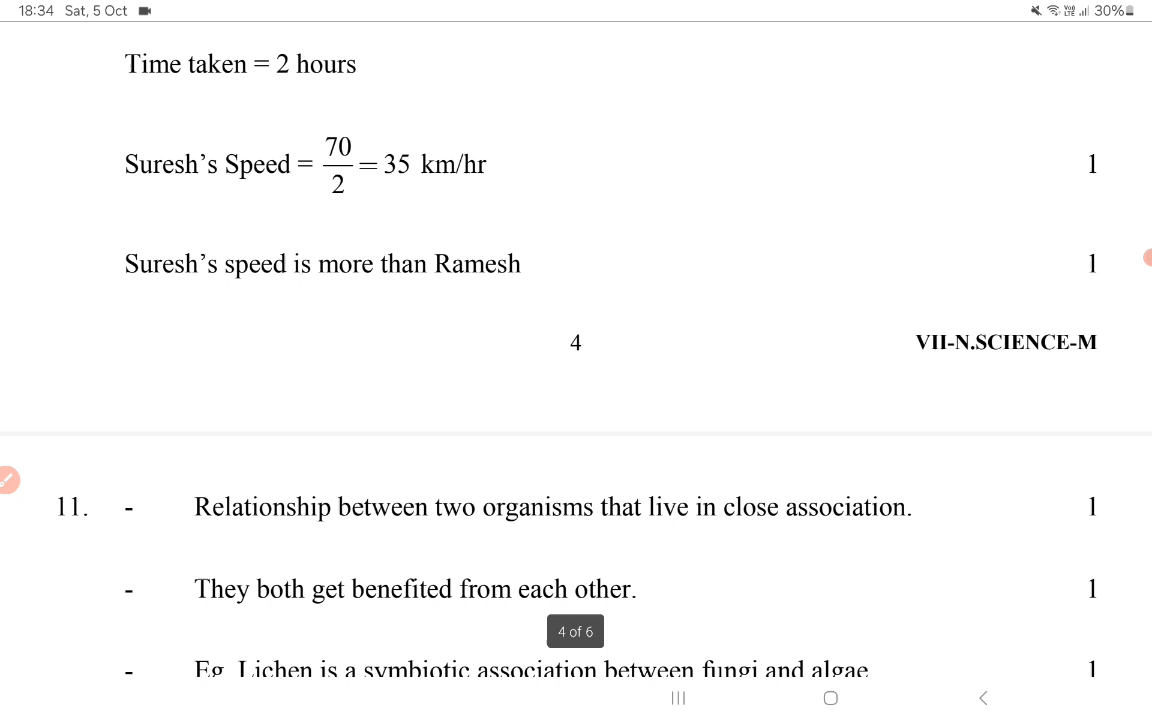 18:34 Sat, 5 Oct
Vo) LTE 30%
Time taken = 2 hours
Suresh's Speed = 70/2 = 35 km/hr 1
Suresh's speed is more than Ramesh 1
4 VII-N.SCIENCE-M
11. - Relationship between two organisms that live in close association. 1
- They both get benefited from each other. 1
4 of 6
- Eg. Lichen is a symbiotic association between fungi and algae 1